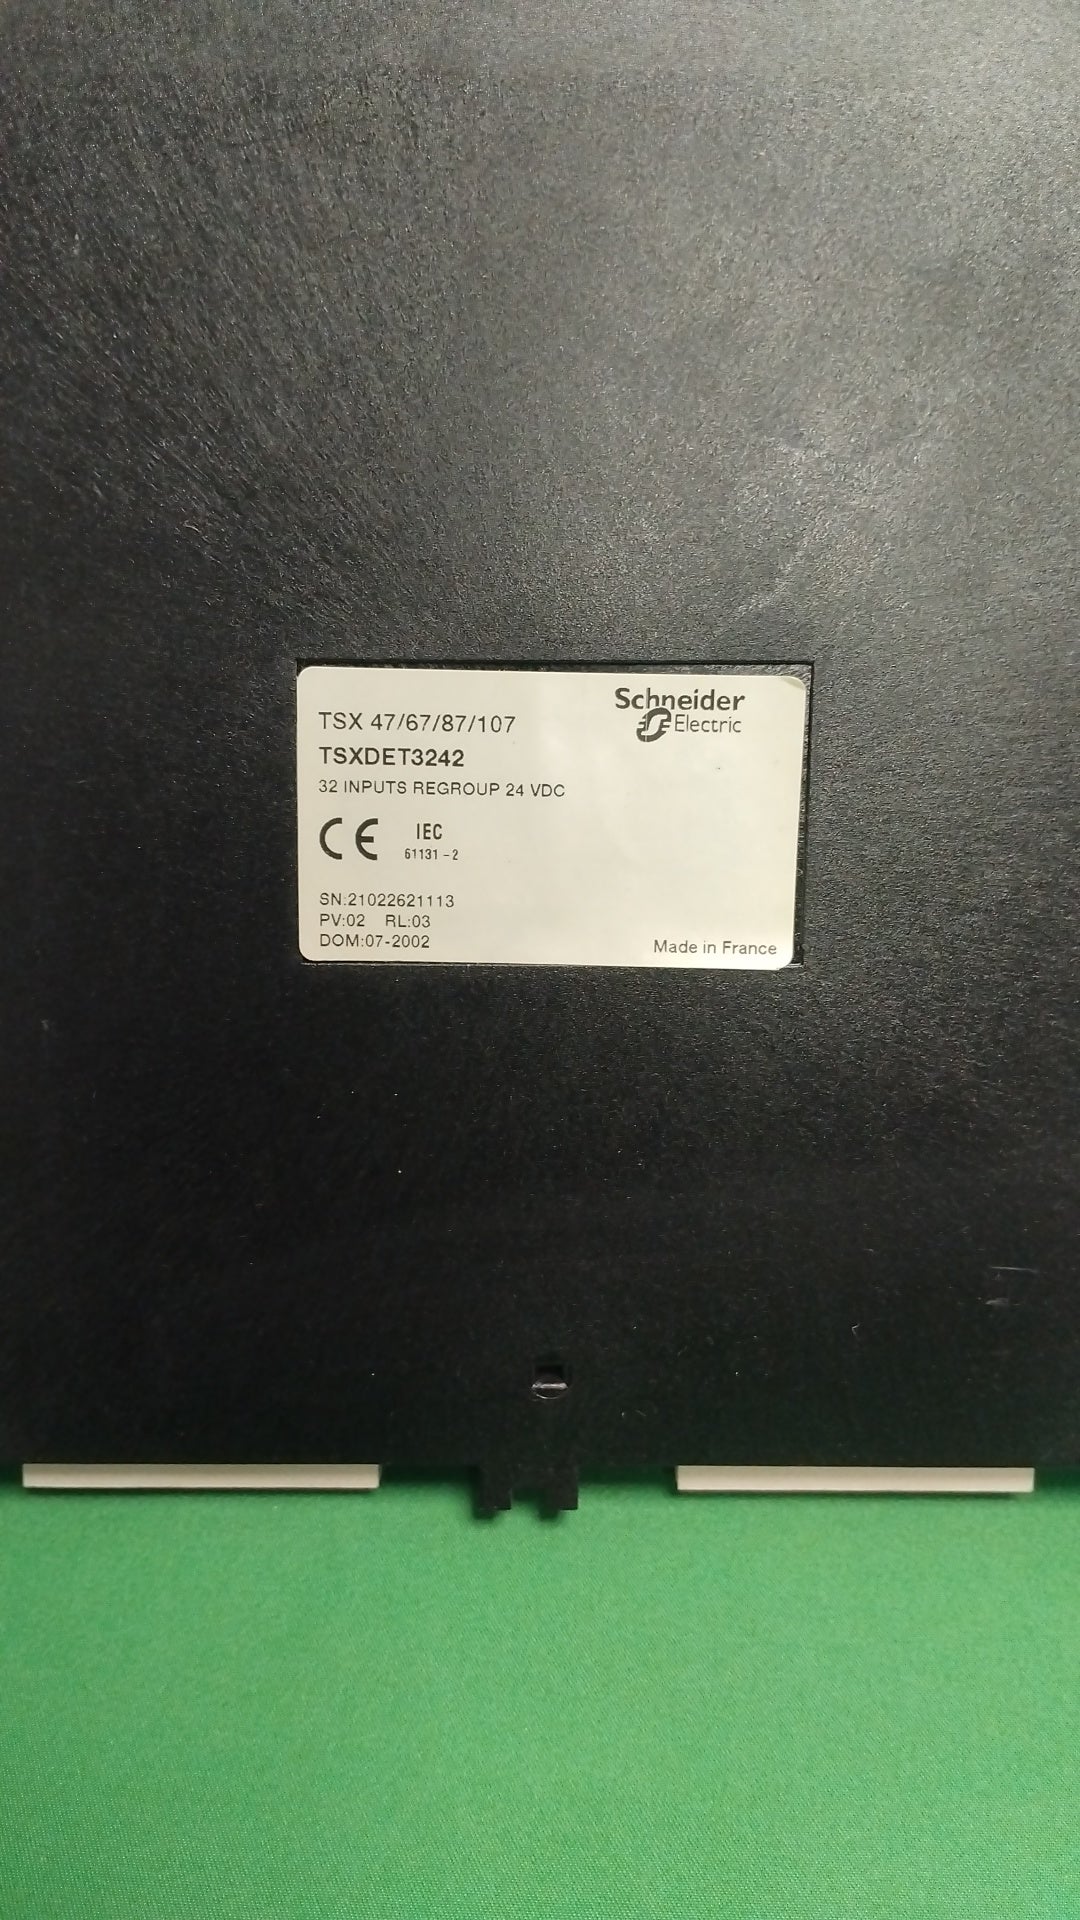 Schneider
Electric
TSX 47/67/87/107
TSXDET3242
32 INPUTS REGROUP 24 VDC
CE IEC
61131-2
SN:21022621113
PV:02 RL:03
DOM:07-2002
Made in France